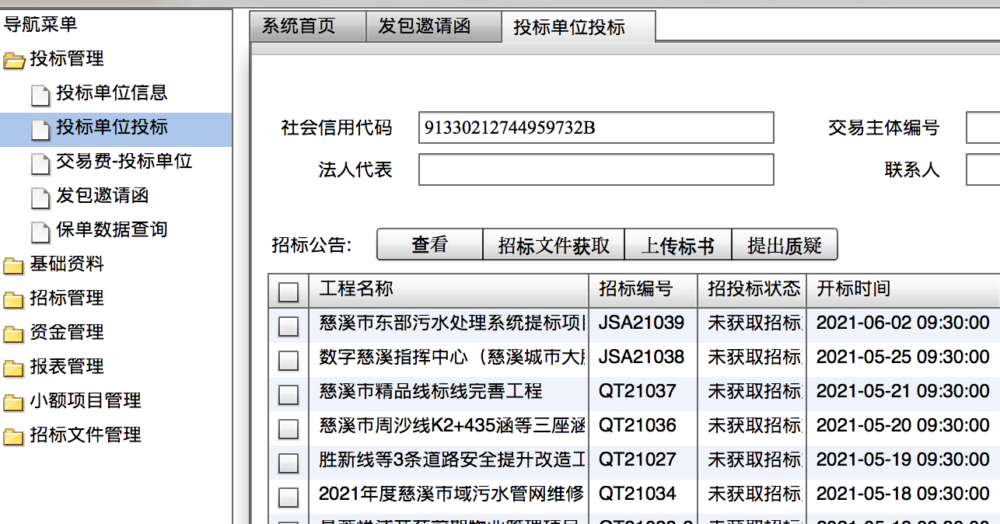 导航菜单
投标管理
投标单位信息
投标单位投标
交易费-投标单位
发包邀请函
保单数据查询
基础资料
招标管理
资金管理
报表管理
小额项目管理
招标文件管理
系统首页 发包邀请函 投标单位投标
社会信用代码 91330212744959732B 交易主体编号
法人代表 联系人
招标公告: 查看 招标文件获取 上传标书 提出质疑
工程名称 招标编号 招投标状态 开标时间
慈溪市东部污水处理系统提标项 JSA21039 未获取招标 2021-06-02 09:30:00
数字慈溪指挥中心（慈溪城市大 JSA21038 未获取招标 2021-05-25 09:30:00
慈溪市精品线标线完善工程 QT21037 未获取招标 2021-05-21 09:30:00
慈溪市周沙线K2+435涵等三座涵 QT21036 未获取招标 2021-05-20 09:30:00
胜新线等3条道路安全提升改造工 QT21027 未获取招标 2021-05-19 09:30:00
2021年度慈溪市域污水管网维修 QT21034 未获取招标 2021-05-18 09:30:00